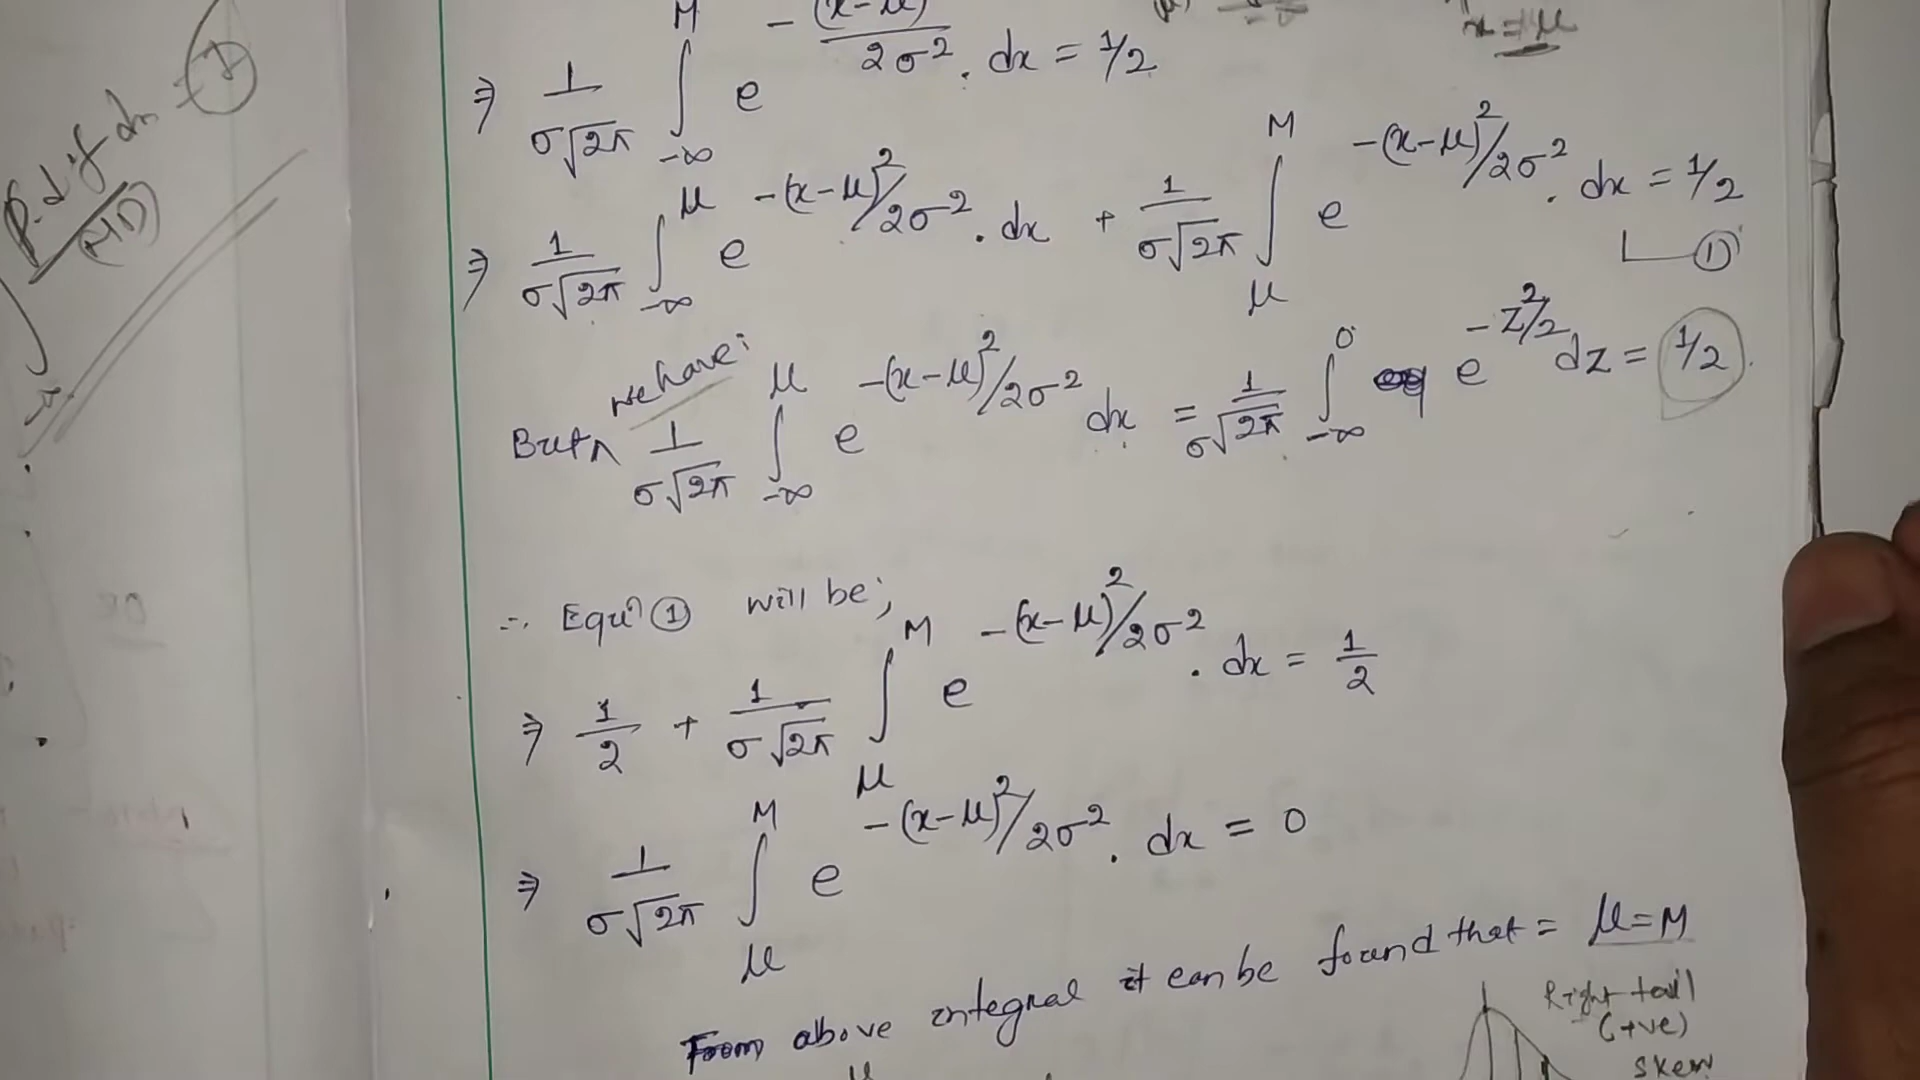 ⇒ 1/σ√2π ∫_{-∞}^{M} e^{-(x-μ)/2σ²} . dx = 1/2
⇒ 1/σ√2π ∫_{-∞}^{μ} e^{-(x-μ)²/2σ²} . dx + 1/σ√2π ∫_{μ}^{M} e^{-(x-μ)²/2σ²} . dx = 1/2
①
But ∧ we have: 1/σ√2π ∫_{-∞}^{μ} e^{-(x-μ)²/2σ²} dx = 1/σ√2π ∫_{-∞}^{0} e^{-z²/2} dz = 1/2.
∴ Equn ① will be;
⇒ 1/2 + 1/σ√2π ∫_{μ}^{M} e^{-(x-μ)²/2σ²} . dx = 1/2
⇒ 1/σ√2π ∫_{μ}^{M} e^{-(x-μ)²/2σ²} . dx = 0
From above integral it can be found that = μ=M
Right tail
(+ve)
skew
x = μ
P.d.f
(ND)